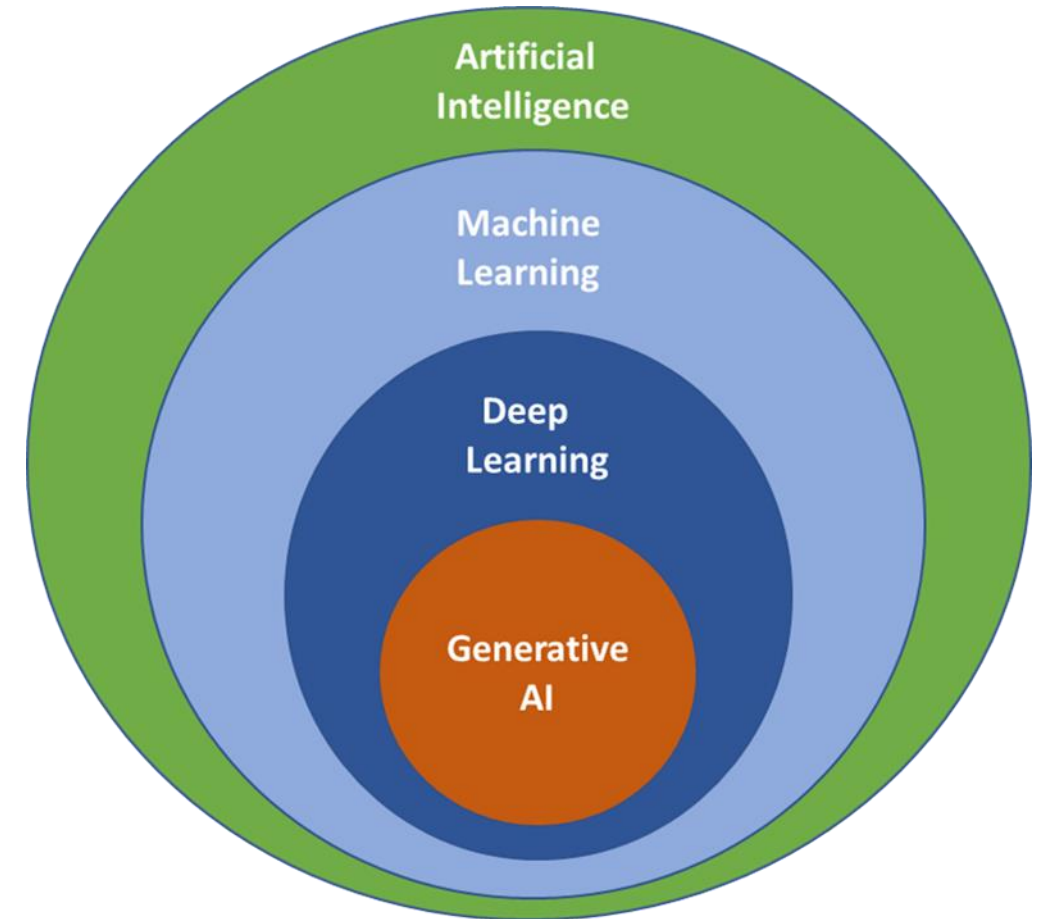 Artificial
Intelligence
Machine
Learning
Deep
Learning
Generative
AI